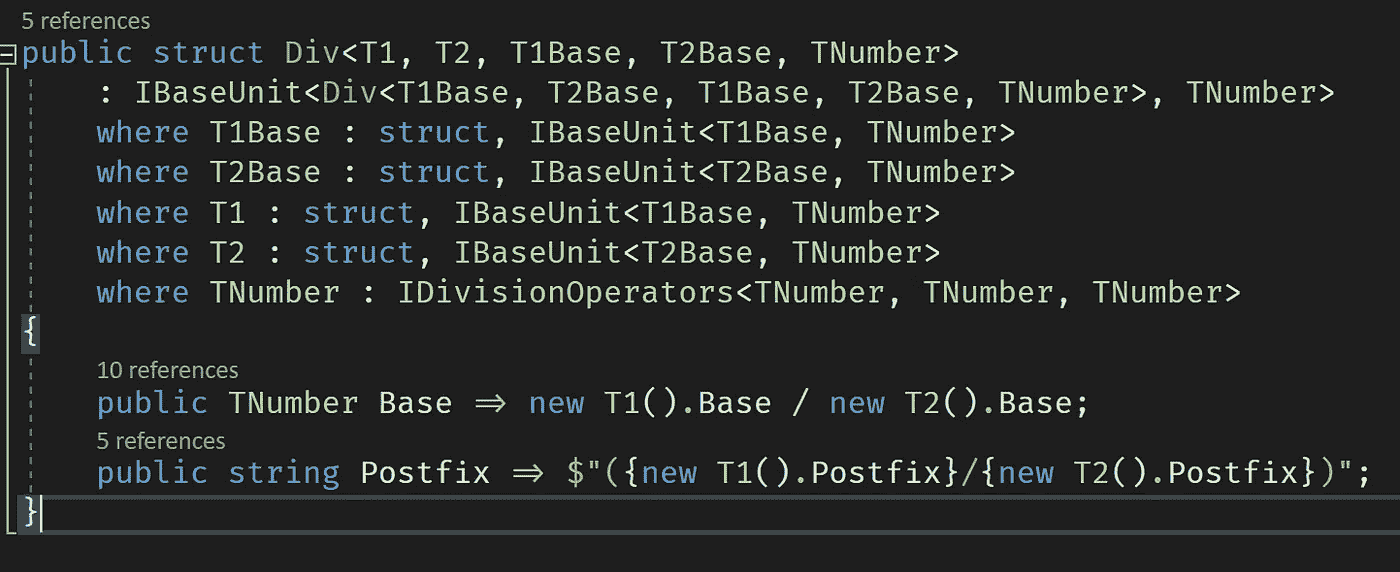 5 references
public struct Div<T1, T2, T1Base, T2Base, TNumber>
: IBaseUnit<Div<T1Base, T2Base, T1Base, T2Base, TNumber>, TNumber>
where T1Base : struct, IBaseUnit<T1Base, TNumber>
where T2Base : struct, IBaseUnit<T2Base, TNumber>
where T1 : struct, IBaseUnit<T1Base, TNumber>
where T2 : struct, IBaseUnit<T2Base, TNumber>
where TNumber : IDivisionOperators<TNumber, TNumber, TNumber>
{
10 references
public TNumber Base => new T1().Base / new T2().Base;
5 references
public string Postfix => $"({new T1().Postfix}/{new T2().Postfix})";
}